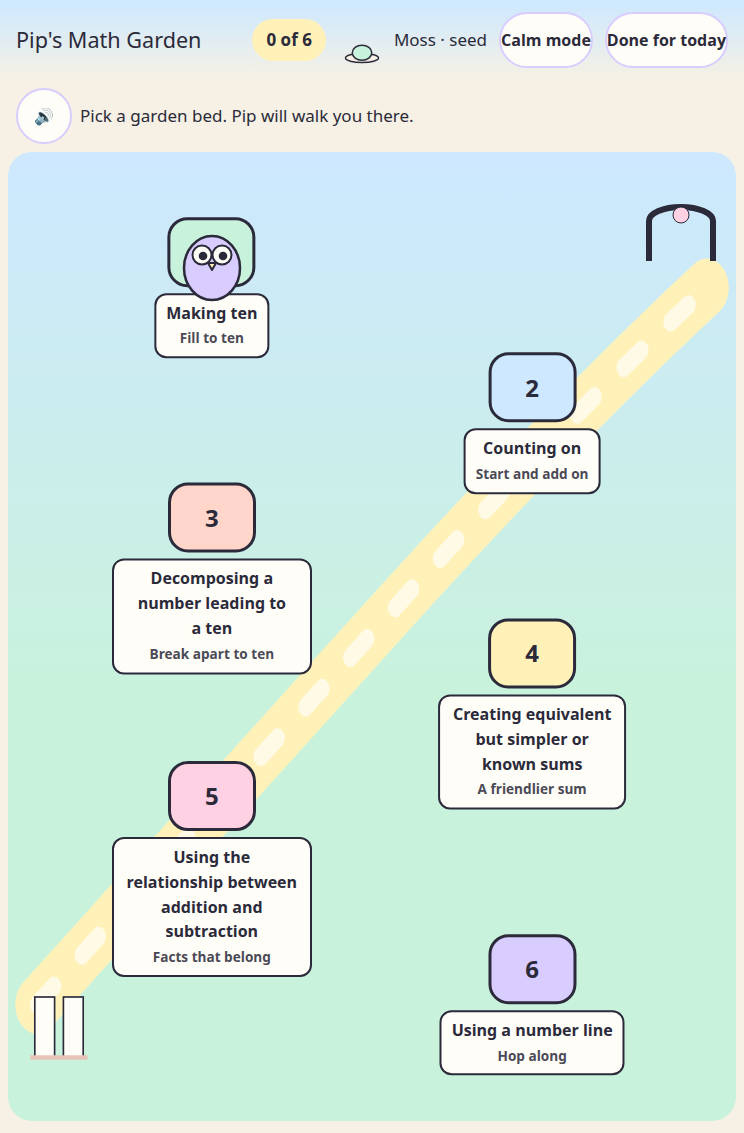 Pip's Math Garden
0 of 6
Moss · seed
Calm mode
Done for today
Pick a garden bed. Pip will walk you there.
Making ten
Fill to ten
2
Counting on
Start and add on
3
Decomposing a
number leading to
a ten
Break apart to ten
4
Creating equivalent
but simpler or
known sums
A friendlier sum
5
Using the
relationship between
addition and
subtraction
Facts that belong
6
Using a number line
Hop along